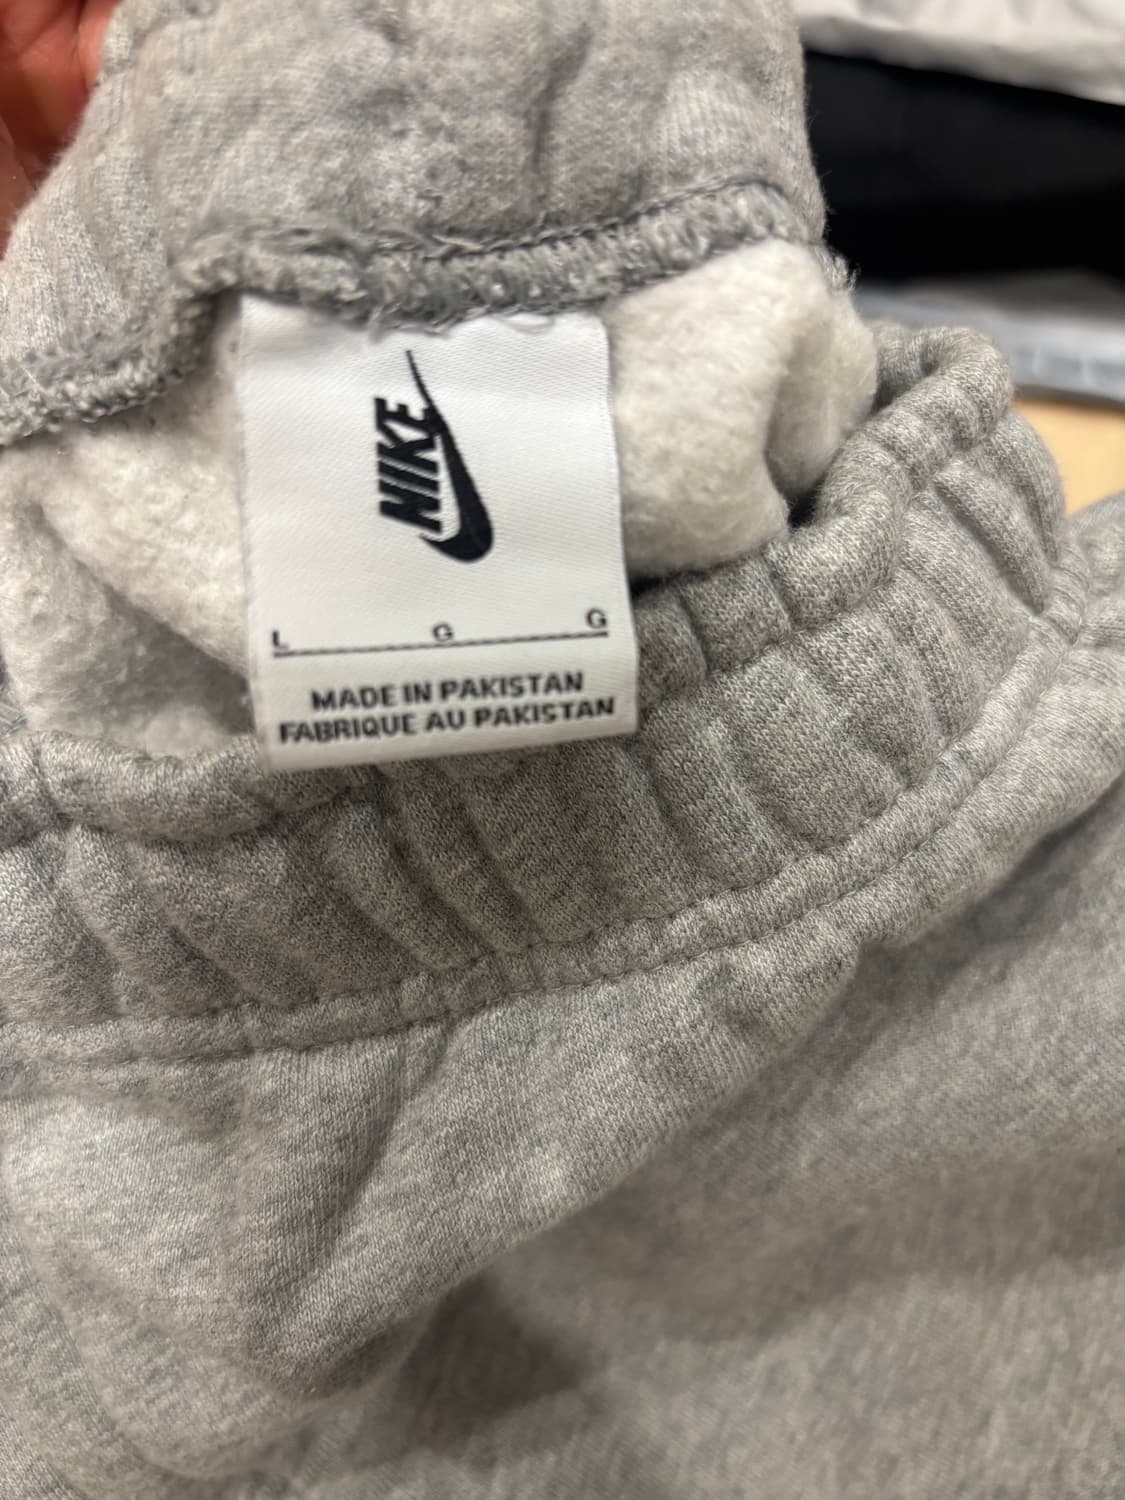 NIKE
L G G
MADE IN PAKISTAN
FABRIQUE AU PAKISTAN